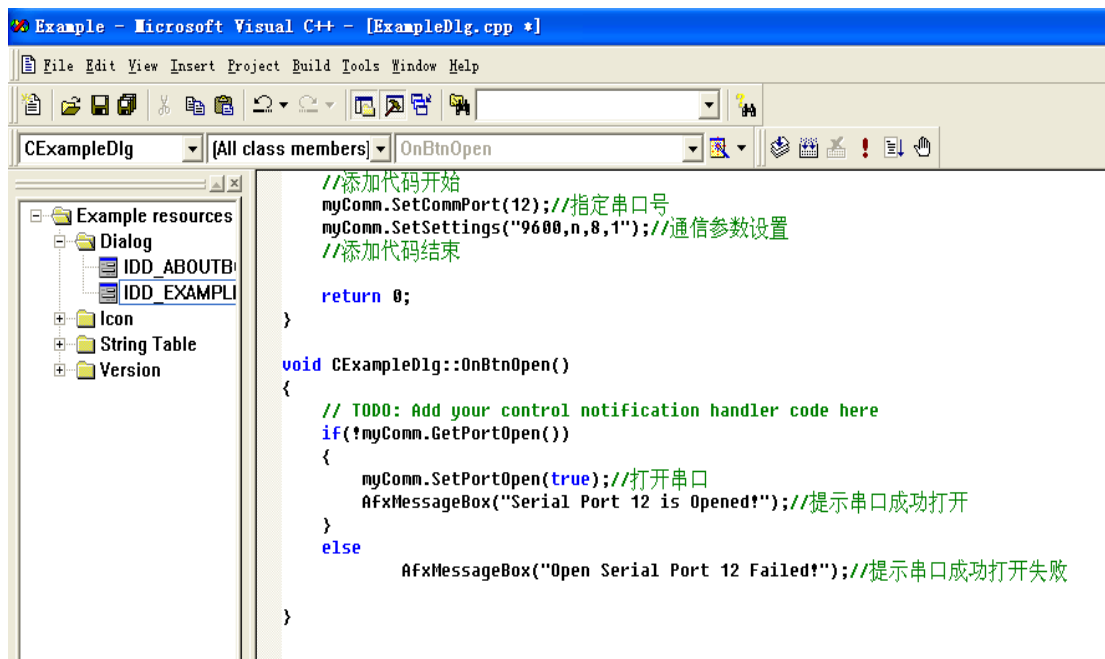 Example - Microsoft Visual C++ - [ExampleDlg.cpp *]
File Edit View Insert Project Build Tools Window Help
CExampleDlg [All class members] OnBtnOpen
Example resources
Dialog
IDD_ABOUTB
IDD_EXAMPL
Icon
String Table
Version
//添加代码开始
myComm.SetCommPort(12);//指定串口号
myComm.SetSettings("9600,n,8,1");//通信参数设置
//添加代码结束
return 0;
}
void CExampleDlg::OnBtnOpen()
{
// TODO: Add your control notification handler code here
if(!myComm.GetPortOpen())
{
myComm.SetPortOpen(true);//打开串口
AfxMessageBox("Serial Port 12 is Opened!");//提示串口成功打开
}
else
AfxMessageBox("Open Serial Port 12 Failed!");//提示串口成功打开失败
}